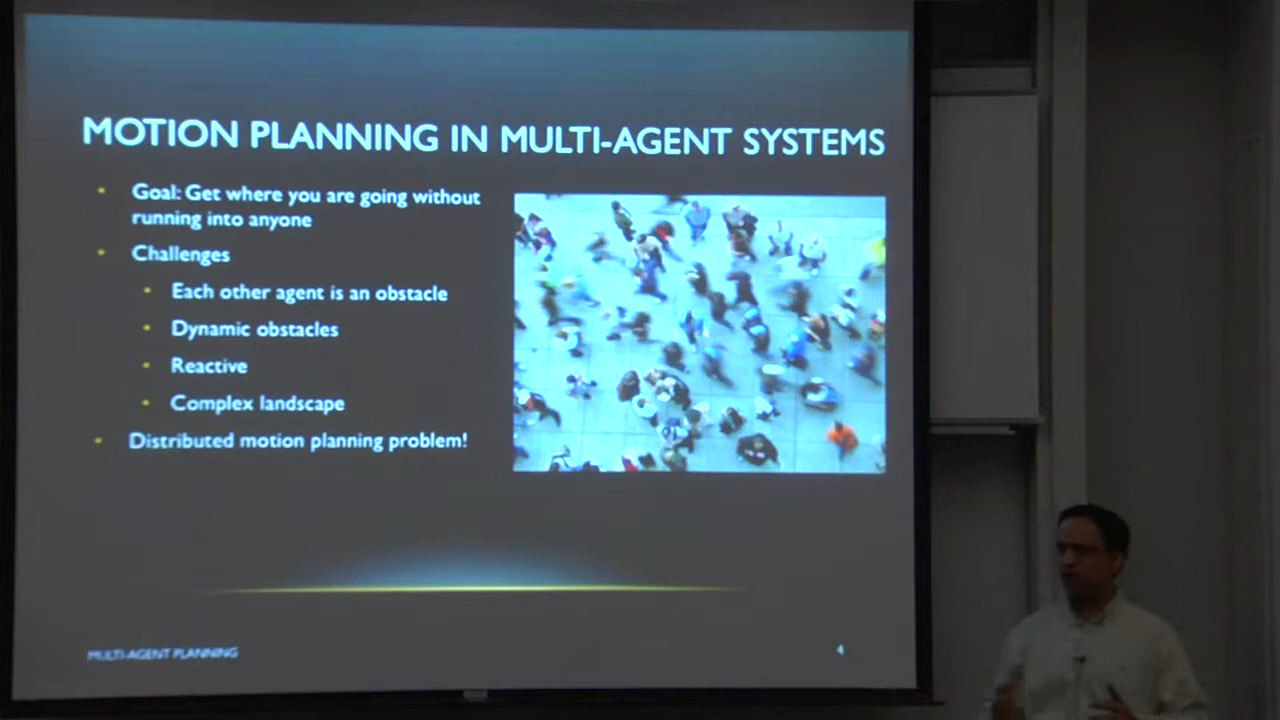 MOTION PLANNING IN MULTI-AGENT SYSTEMS
Goal: Get where you are going without
running into anyone
Challenges
Each other agent is an obstacle
Dynamic obstacles
Reactive
Complex landscape
Distributed motion planning problem!
MULTI-AGENT PLANNING
4